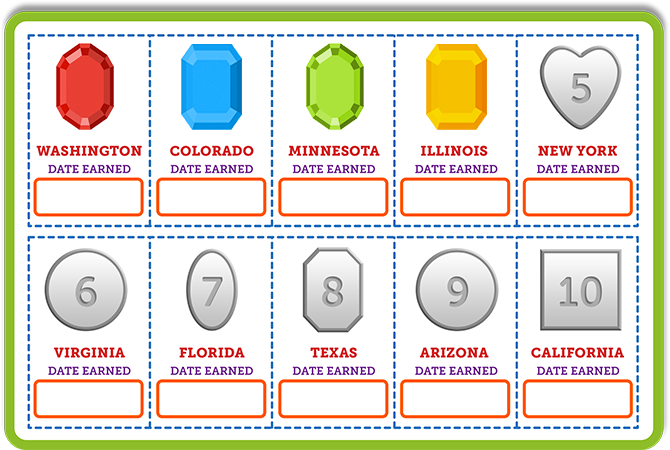 5
WASHINGTON COLORADO MINNESOTA ILLINOIS NEW YORK
DATE EARNED DATE EARNED DATE EARNED DATE EARNED DATE EARNED
6 7 8 9 10
VIRGINIA FLORIDA TEXAS ARIZONA CALIFORNIA
DATE EARNED DATE EARNED DATE EARNED DATE EARNED DATE EARNED